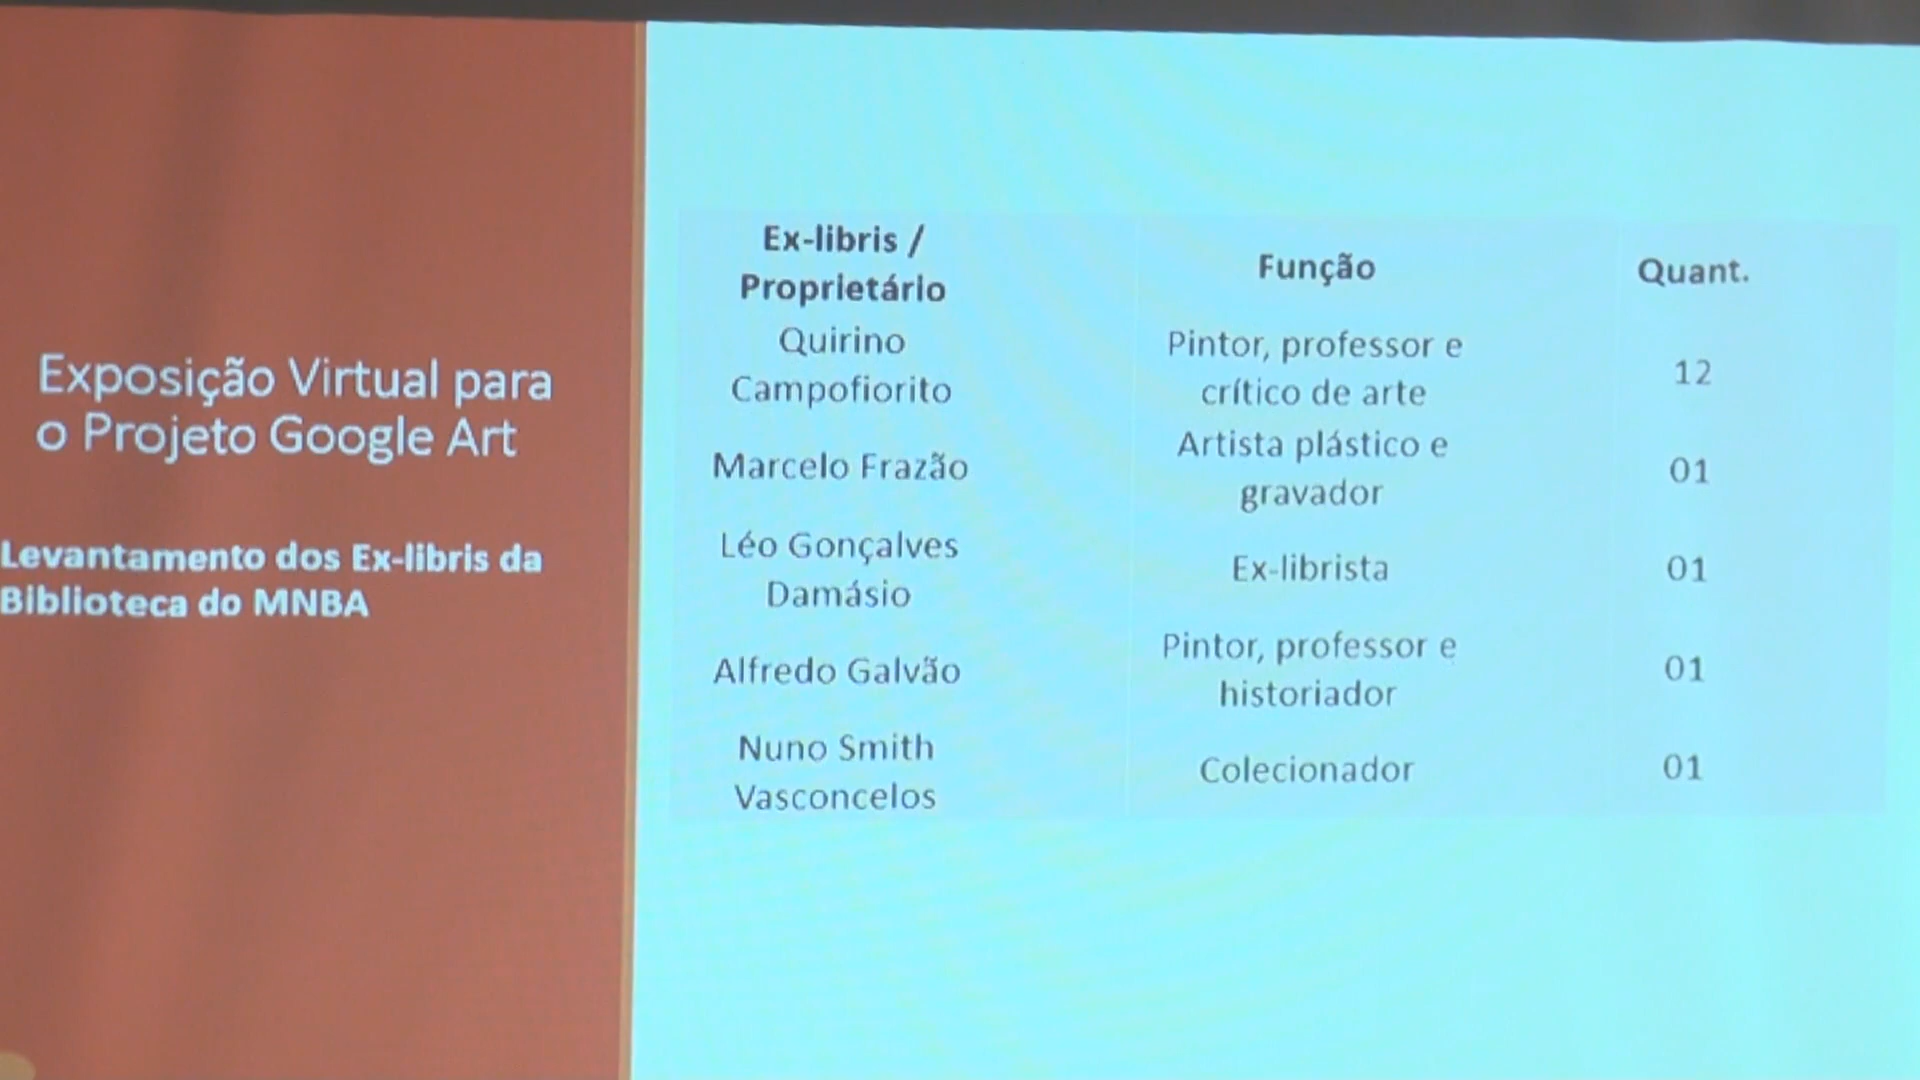 Exposição Virtual para
o Projeto Google Art
Levantamento dos Ex-libris da
Biblioteca do MNBA
Ex-libris /
Proprietário
Função
Quant.
Quirino
Campofiorito
Pintor, professor e
crítico de arte
12
Marcelo Frazão
Artista plástico e
gravador
01
Léo Gonçalves
Damásio
Ex-librista
01
Alfredo Galvão
Pintor, professor e
historiador
01
Nuno Smith
Vasconcelos
Colecionador
01